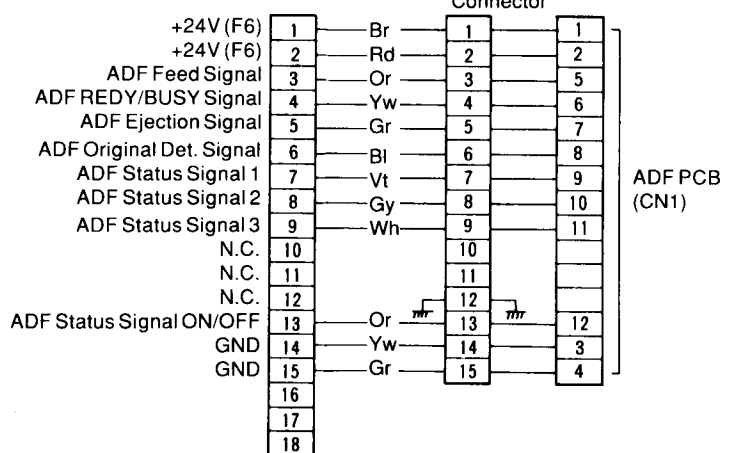 Connector
+24V (F6) 1 Br 1 1
+24V (F6) 2 Rd 2 2
ADF Feed Signal 3 Or 3 5
ADF REDY/BUSY Signal 4 Yw 4 6
ADF Ejection Signal 5 Gr 5 7
ADF Original Det. Signal 6 Bl 6 8
ADF Status Signal 1 7 Vt 7 9 ADF PCB
ADF Status Signal 2 8 Gy 8 10 (CN1)
ADF Status Signal 3 9 Wh 9 11
N.C. 10 10
N.C. 11 11
N.C. 12 12
ADF Status Signal ON/OFF 13 Or 13 12
GND 14 Yw 14 3
GND 15 Gr 15 4
16
17
18